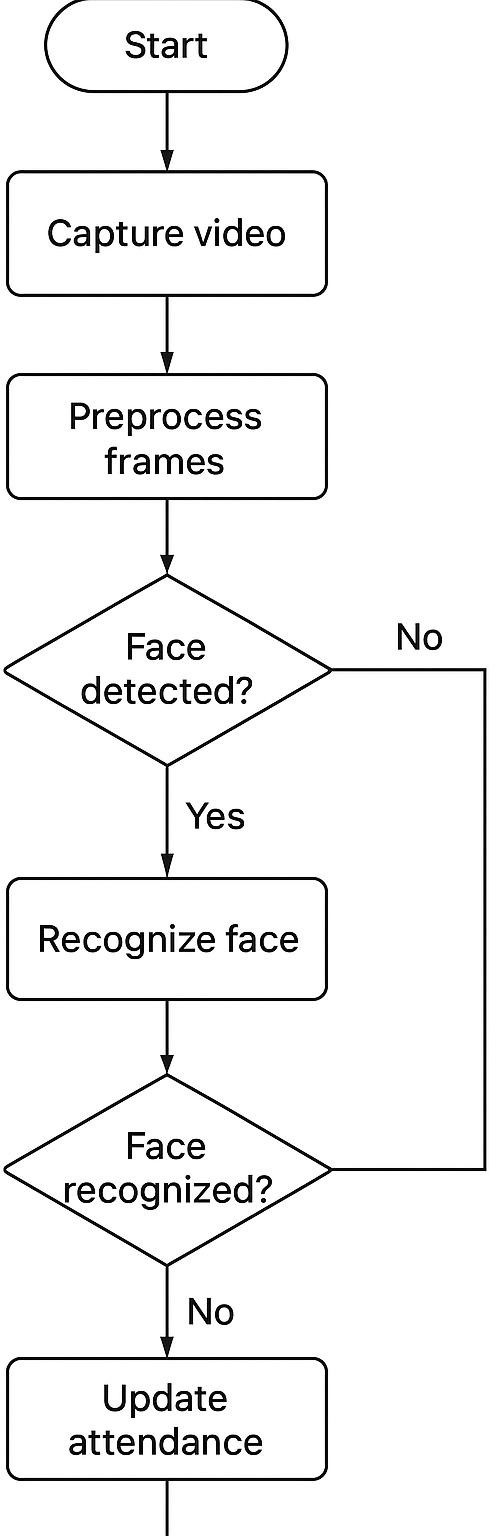 Start
Capture video
Preprocess
frames
Face
detected?
No
Yes
Recognize face
Face
recognized?
No
Update
attendance